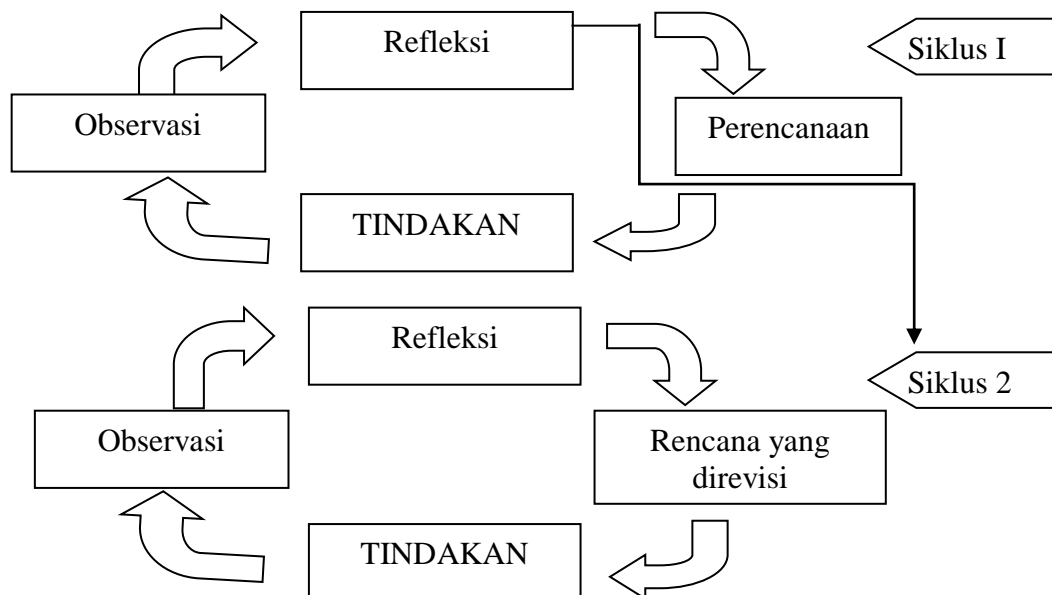 Refleksi
Siklus I
Observasi
Perencanaan
TINDAKAN
Refleksi
Siklus 2
Observasi
Rencana yang
direvisi
TINDAKAN